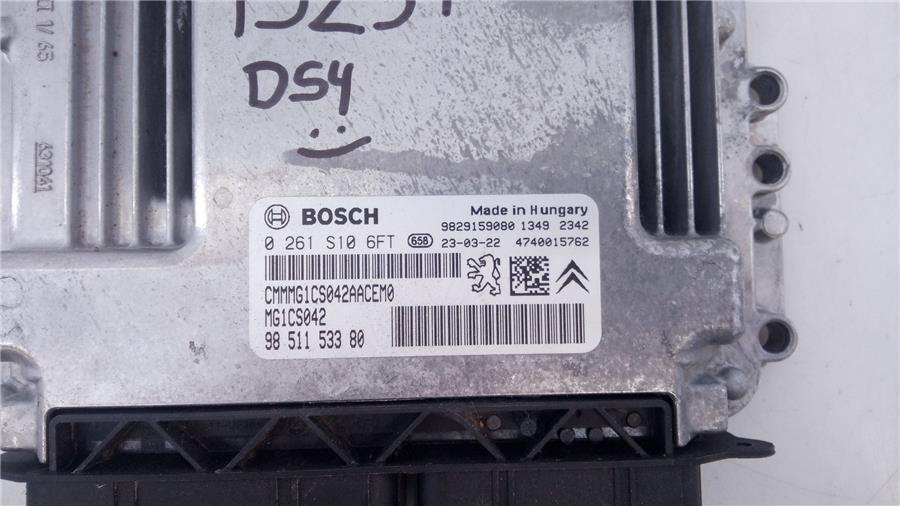 DS4
BOSCH
Made in Hungary
9829159080 1349 2342
0 261 S10 6FT 658 23-03-22 4740015762
CMMMG1CS042AACEM0
MG1CS042
98 511 533 80